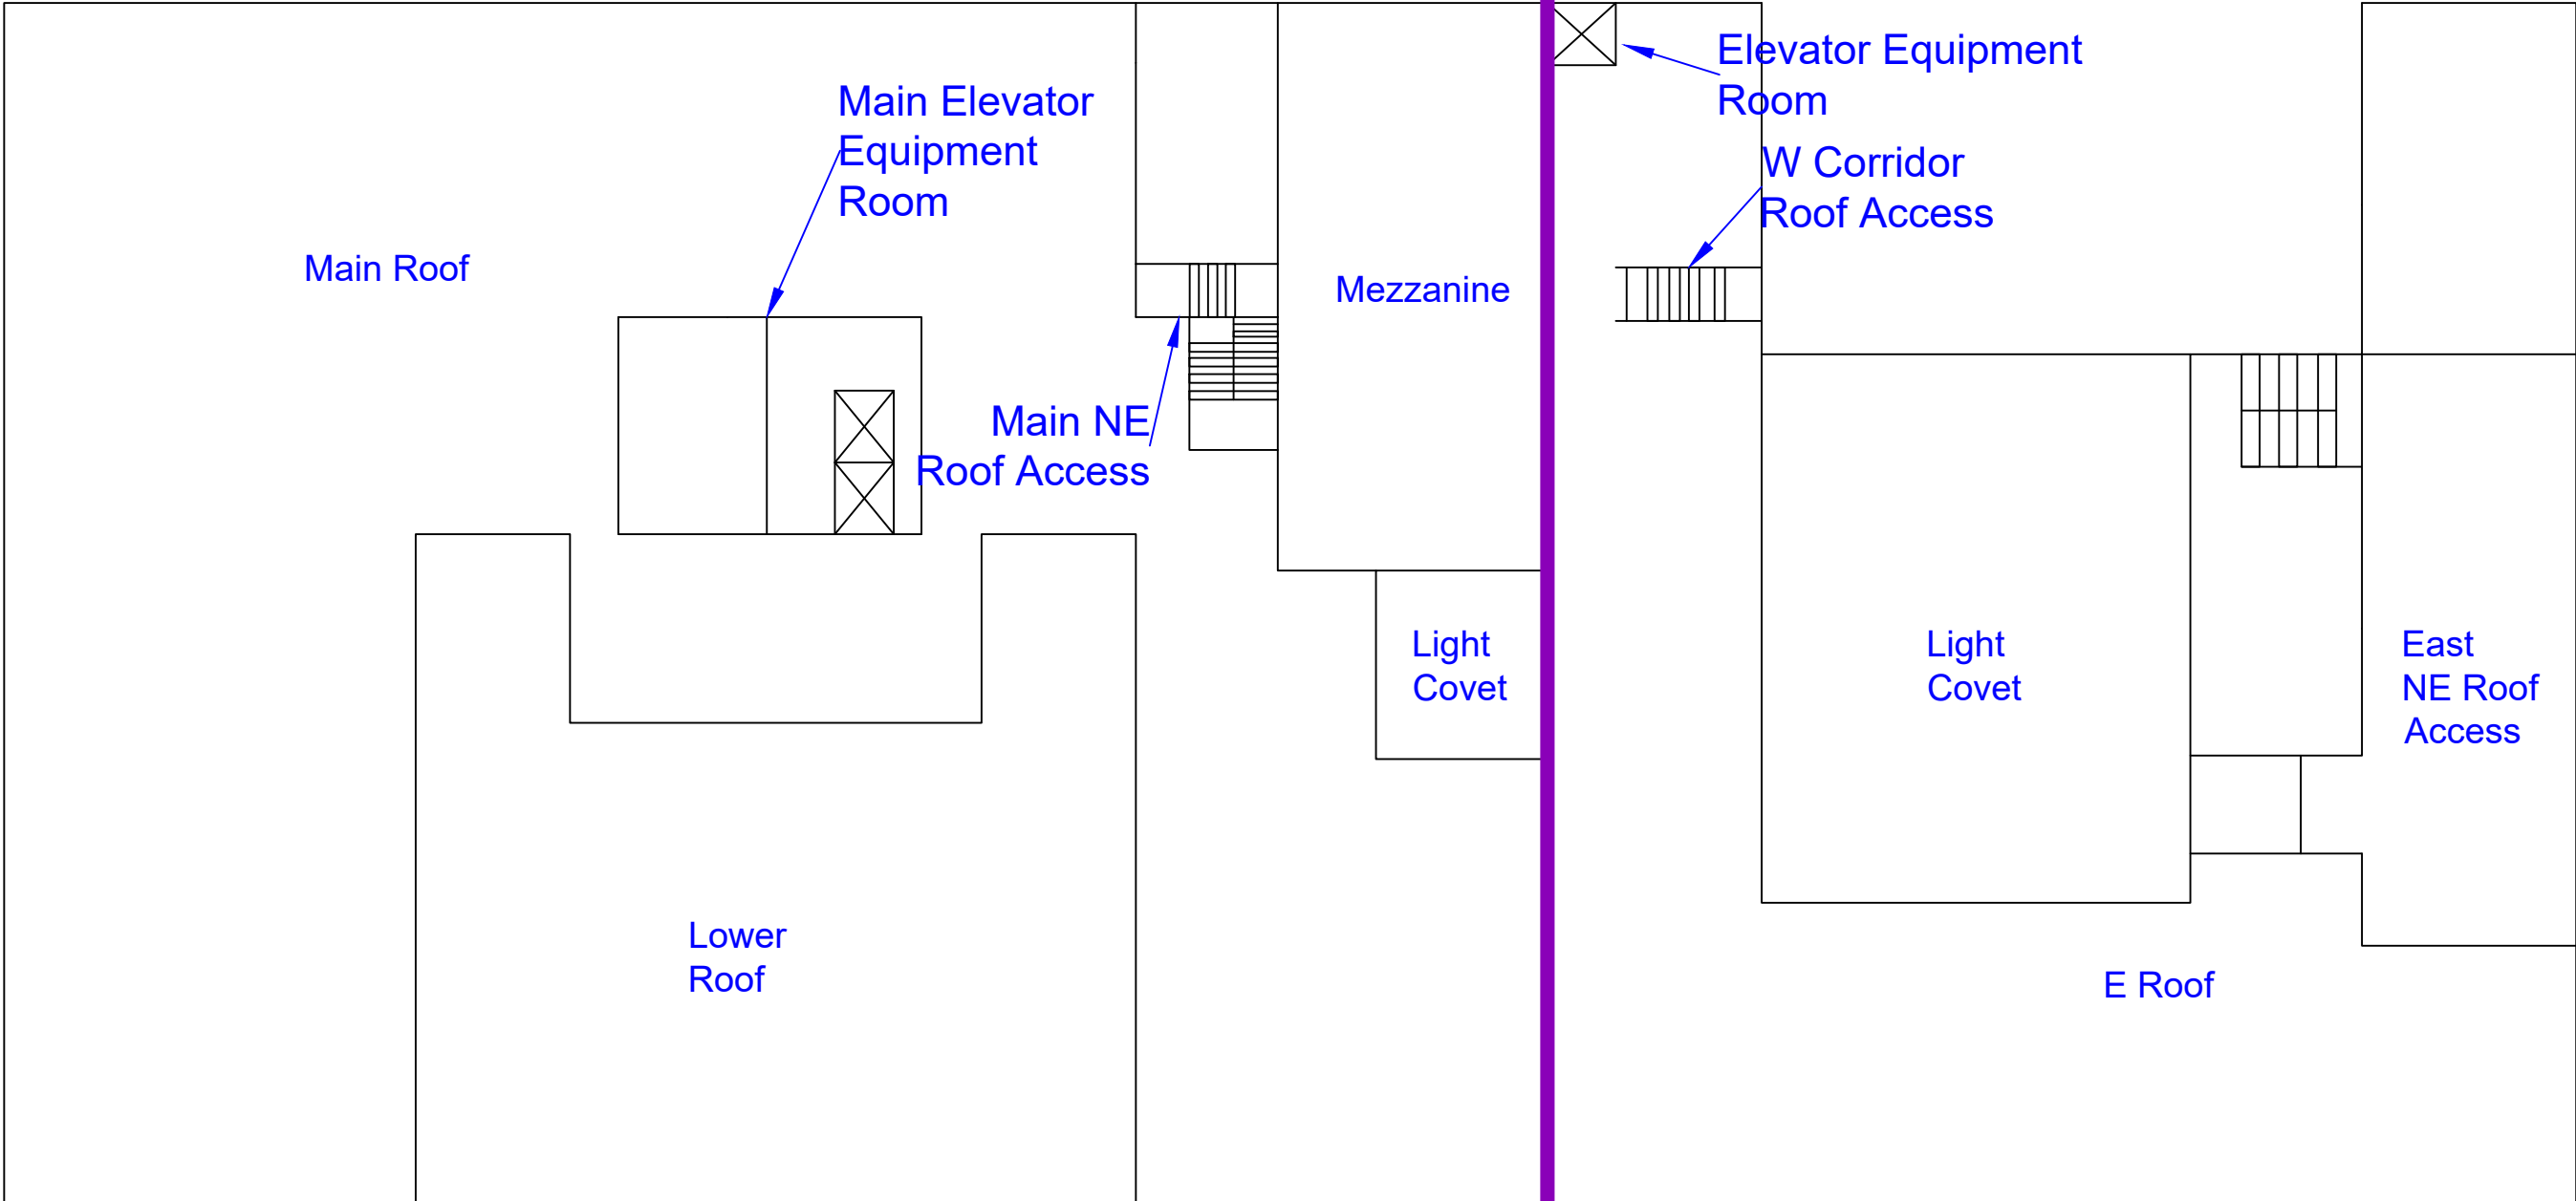 Elevator Equipment
Room
Main Elevator
Equipment
Room
W Corridor
Roof Access
Main Roof
Mezzanine
Main NE
Roof Access
Light
Covet
Light
Covet
East
NE Roof
Access
Lower
Roof
E Roof